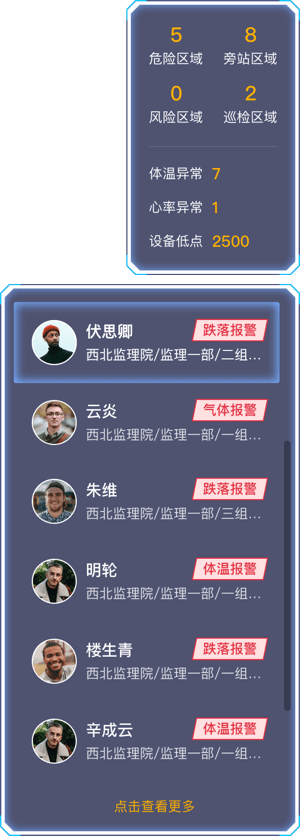 5 8
危险区域 旁站区域
0 2
风险区域 巡检区域
体温异常 7
心率异常 1
设备低点 2500
伏思卿 跌落报警
西北监理院/监理一部/二组...
云炎 气体报警
西北监理院/监理一部/一组...
朱维 跌落报警
西北监理院/监理一部/三组...
明轮 体温报警
西北监理院/监理一部/一组...
楼生青 跌落报警
西北监理院/监理一部/一组...
辛成云 体温报警
西北监理院/监理一部/一组...
点击查看更多